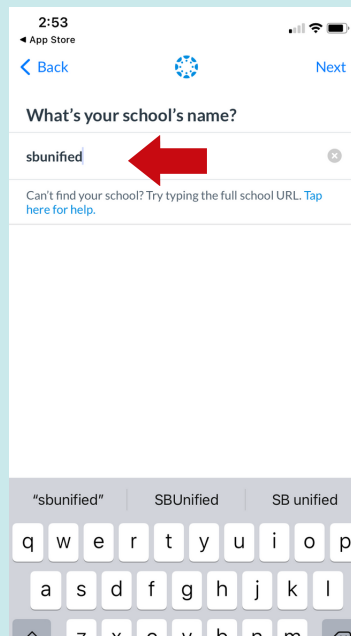 2:53
◀ App Store
Back
Next
What's your school's name?
sbunified
Can't find your school? Try typing the full school URL. Tap
here for help.
"sbunified" SBUnified SB unified
q w e r t y u i o p
a s d f g h j k l
z x c v b n m